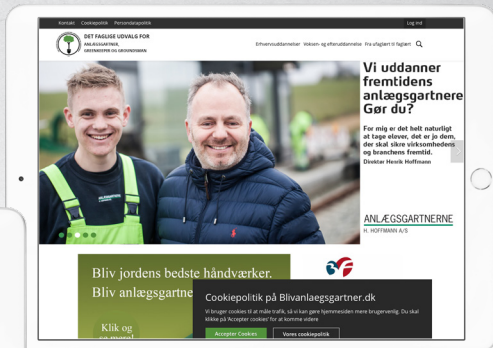 Kontakt Cookiepolitik Persondatapolitik Log ind
DET FAGLIGE UDVALG FOR
ANLÆGSGARTNER,
GREENKEEPER OG GRØNNSMAN
Erhvervsuddannelser Voksen- og efteruddannelse Fra ufaglært til faglært
Vi uddanner
fremtidens
anlægsgartnere
Gør du?
For mig er det helt naturligt
at tage elever, det er jo dem,
der skal sikre virksomhedens
og branchens fremtid.
Direktør Henrik Hoffmann
ANLÆGSGARTNERNE
H. HOFFMANN A/S
Bliv jordens bedste håndværker.
Bliv anlægsgartne
Klik og
Cookiepolitik på Blivanlaegsgartner.dk
Vi bruger cookies til at måle trafik, så vi kan gøre hjemmesiden mere brugervenlig. Du skal
klikke på 'Accepter cookies' for at komme videre
Accepter Cookies Vores cookiepolitik